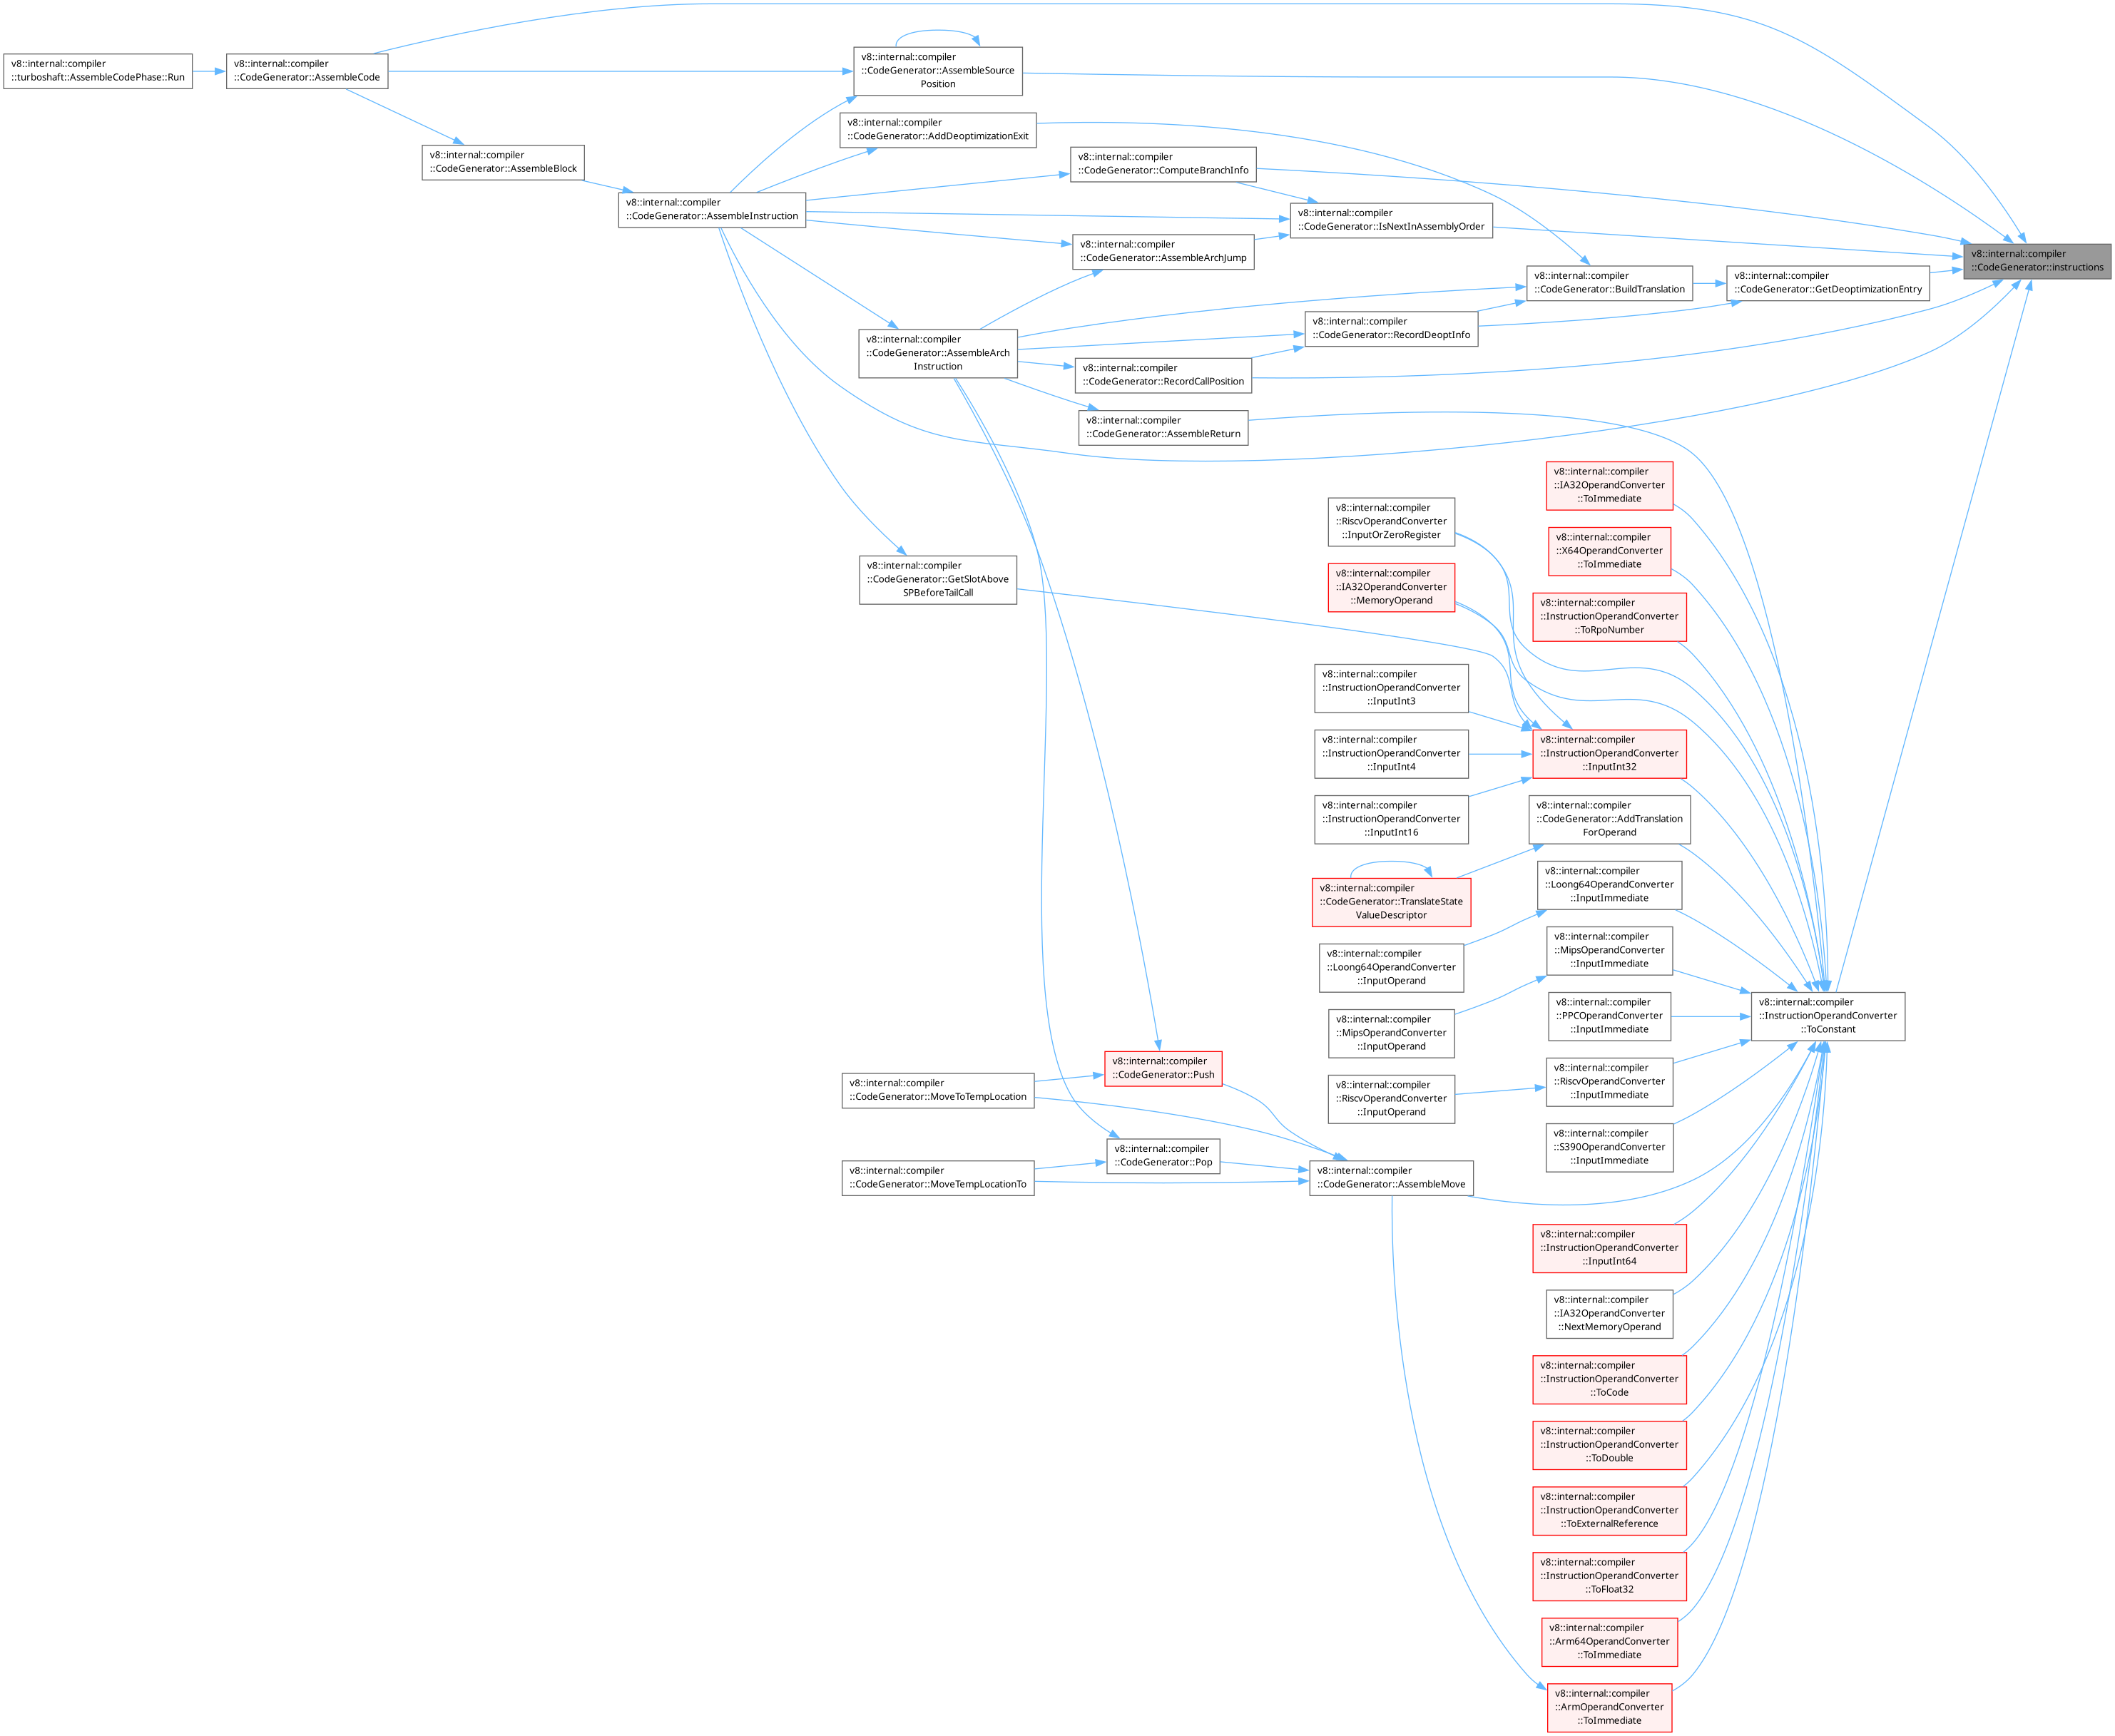 v8::internal::compiler
::turboshaft::AssembleCodePhase::Run
v8::internal::compiler
::CodeGenerator::AssembleCode
v8::internal::compiler
::CodeGenerator::AssembleBlock
v8::internal::compiler
::CodeGenerator::AssembleInstruction
v8::internal::compiler
::CodeGenerator::AssembleSource
Position
v8::internal::compiler
::CodeGenerator::AddDeoptimizationExit
v8::internal::compiler
::CodeGenerator::ComputeBranchInfo
v8::internal::compiler
::CodeGenerator::IsNextInAssemblyOrder
v8::internal::compiler
::CodeGenerator::AssembleArchJump
v8::internal::compiler
::CodeGenerator::instructions
v8::internal::compiler
::CodeGenerator::BuildTranslation
v8::internal::compiler
::CodeGenerator::GetDeoptimizationEntry
v8::internal::compiler
::CodeGenerator::RecordDeoptInfo
v8::internal::compiler
::CodeGenerator::AssembleArch
Instruction
v8::internal::compiler
::CodeGenerator::RecordCallPosition
v8::internal::compiler
::CodeGenerator::AssembleReturn
v8::internal::compiler
::IA32OperandConverter
::ToImmediate
v8::internal::compiler
::RiscvOperandConverter
::InputOrZeroRegister
v8::internal::compiler
::X64OperandConverter
::ToImmediate
v8::internal::compiler
::CodeGenerator::GetSlotAbove
SPBeforeTailCall
v8::internal::compiler
::IA32OperandConverter
::MemoryOperand
v8::internal::compiler
::InstructionOperandConverter
::ToRpoNumber
v8::internal::compiler
::InstructionOperandConverter
::InputInt3
v8::internal::compiler
::InstructionOperandConverter
::InputInt4
v8::internal::compiler
::InstructionOperandConverter
::InputInt32
v8::internal::compiler
::InstructionOperandConverter
::InputInt16
v8::internal::compiler
::CodeGenerator::AddTranslation
ForOperand
v8::internal::compiler
::CodeGenerator::TranslateState
ValueDescriptor
v8::internal::compiler
::Loong64OperandConverter
::InputImmediate
v8::internal::compiler
::Loong64OperandConverter
::InputOperand
v8::internal::compiler
::MipsOperandConverter
::InputImmediate
v8::internal::compiler
::MipsOperandConverter
::InputOperand
v8::internal::compiler
::PPCOperandConverter
::InputImmediate
v8::internal::compiler
::InstructionOperandConverter
::ToConstant
v8::internal::compiler
::CodeGenerator::Push
v8::internal::compiler
::CodeGenerator::MoveToTempLocation
v8::internal::compiler
::RiscvOperandConverter
::InputOperand
v8::internal::compiler
::RiscvOperandConverter
::InputImmediate
v8::internal::compiler
::S390OperandConverter
::InputImmediate
v8::internal::compiler
::CodeGenerator::Pop
v8::internal::compiler
::CodeGenerator::MoveTempLocationTo
v8::internal::compiler
::CodeGenerator::AssembleMove
v8::internal::compiler
::InstructionOperandConverter
::InputInt64
v8::internal::compiler
::IA32OperandConverter
::NextMemoryOperand
v8::internal::compiler
::InstructionOperandConverter
::ToCode
v8::internal::compiler
::InstructionOperandConverter
::ToDouble
v8::internal::compiler
::InstructionOperandConverter
::ToExternalReference
v8::internal::compiler
::InstructionOperandConverter
::ToFloat32
v8::internal::compiler
::Arm64OperandConverter
::ToImmediate
v8::internal::compiler
::ArmOperandConverter
::ToImmediate